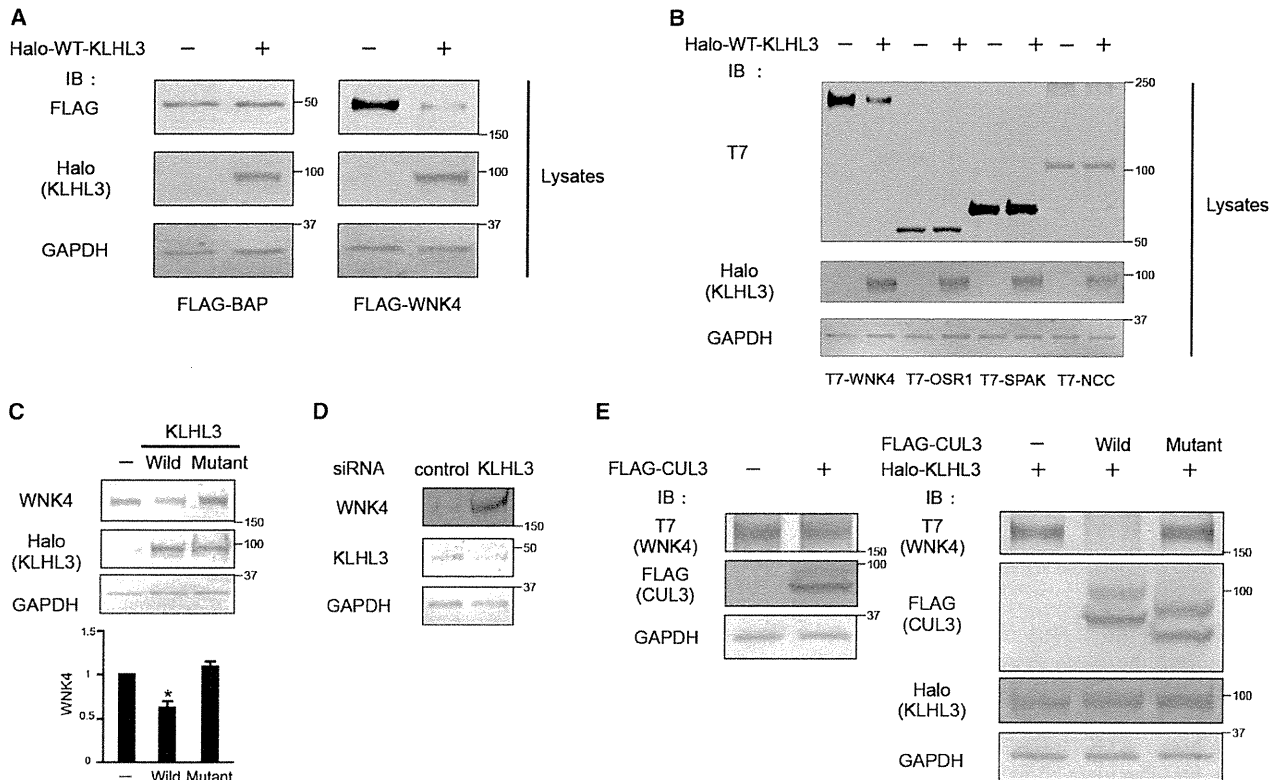 A
Halo-WT-KLHL3 − + − +
IB :
FLAG
50
150
Halo
(KLHL3)
100
100
GAPDH
37
37
Lysates
FLAG-BAP FLAG-WNK4
B
Halo-WT-KLHL3 − + − + − + − +
IB :
T7
250
100
50
Halo
(KLHL3)
100
GAPDH
37
Lysates
T7-WNK4 T7-OSR1 T7-SPAK T7-NCC
C
KLHL3
− Wild Mutant
WNK4
150
Halo
(KLHL3)
100
GAPDH
37
WNK4
1.5
1
0.5
0
*
− Wild Mutant
D
siRNA control KLHL3
WNK4
150
KLHL3
50
GAPDH
37
E
FLAG-CUL3 − +
IB :
T7
(WNK4)
150
FLAG
(CUL3)
100
GAPDH
37
FLAG-CUL3 − Wild Mutant
Halo-KLHL3 + + +
IB :
T7
(WNK4)
150
FLAG
(CUL3)
100
Halo
(KLHL3)
100
GAPDH
37